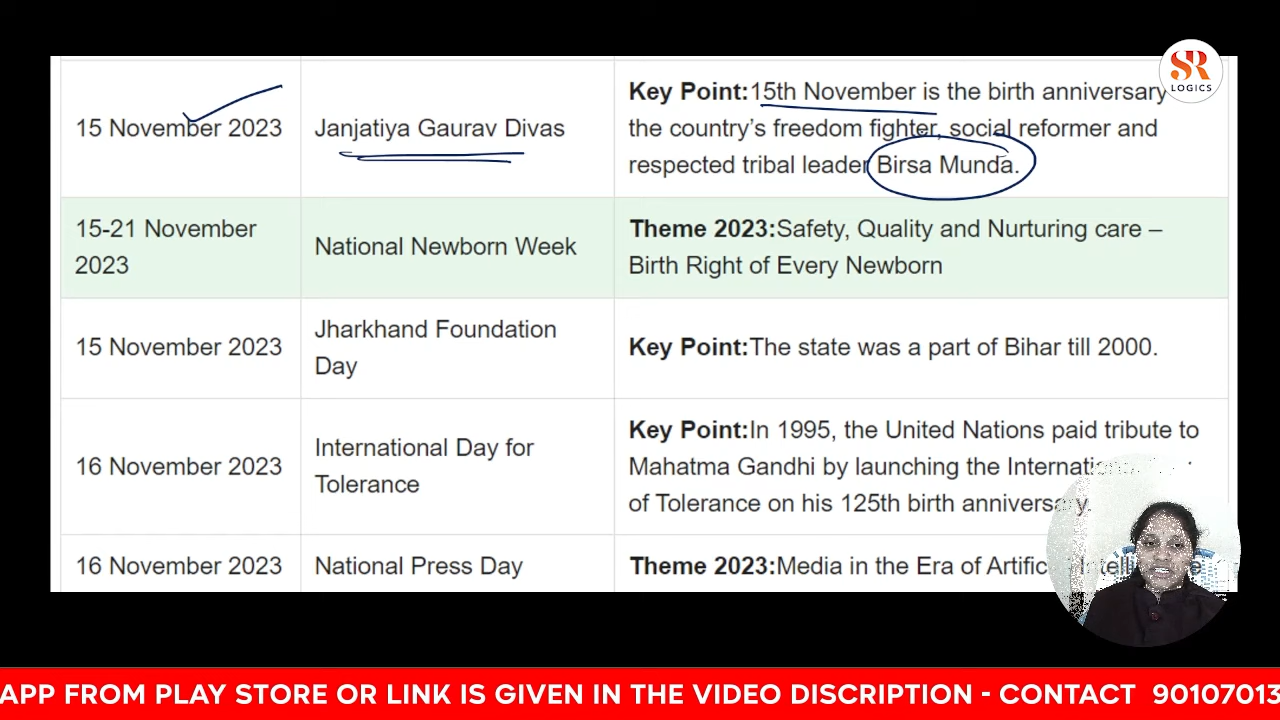 SR
LOGICS
15 November 2023
Janjatiya Gaurav Divas
Key Point:15th November is the birth anniversary
the country's freedom fighter, social reformer and
respected tribal leader Birsa Munda.
15-21 November
2023
National Newborn Week
Theme 2023:Safety, Quality and Nurturing care –
Birth Right of Every Newborn
15 November 2023
Jharkhand Foundation
Day
Key Point:The state was a part of Bihar till 2000.
16 November 2023
International Day for
Tolerance
Key Point:In 1995, the United Nations paid tribute to
Mahatma Gandhi by launching the
of Tolerance on his 125th birth anniversary.
16 November 2023
National Press Day
Theme 2023:Media in the Era of
APP FROM PLAY STORE OR LINK IS GIVEN IN THE VIDEO DISCRIPTION - CONTACT 90107013